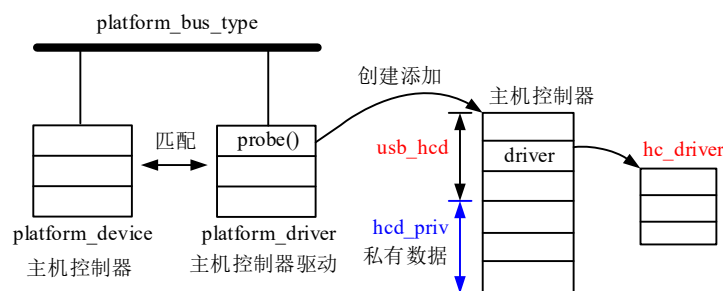 platform_bus_type
创建添加
主机控制器
匹配
probe()
usb_hcd
driver
hc_driver
platform_device
platform_driver
hcd_priv
主机控制器
主机控制器驱动
私有数据